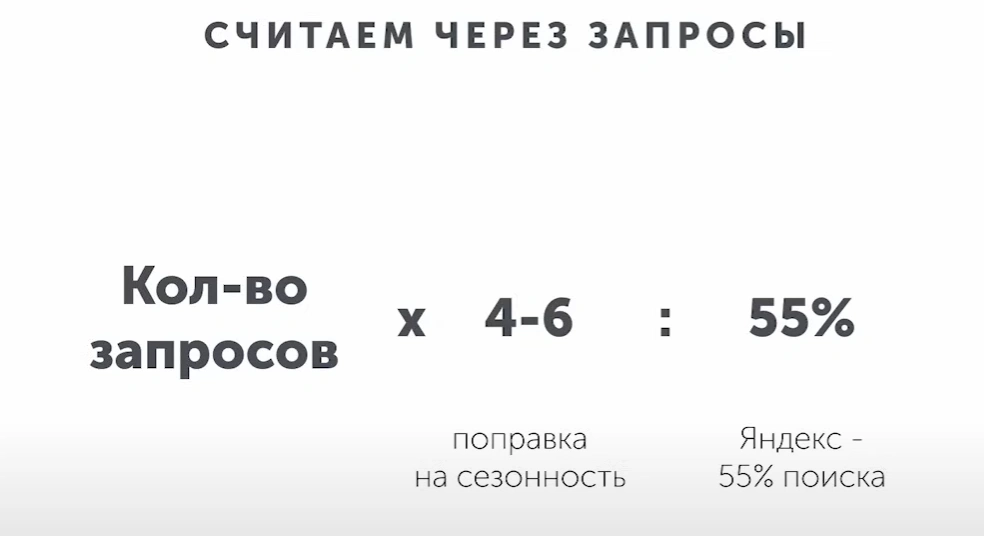 СЧИТАЕМ ЧЕРЕЗ ЗАПРОСЫ
Кол-во
запросов
x 4-6 : 55%
поправка
на сезонность
Яндекс -
55% поиска